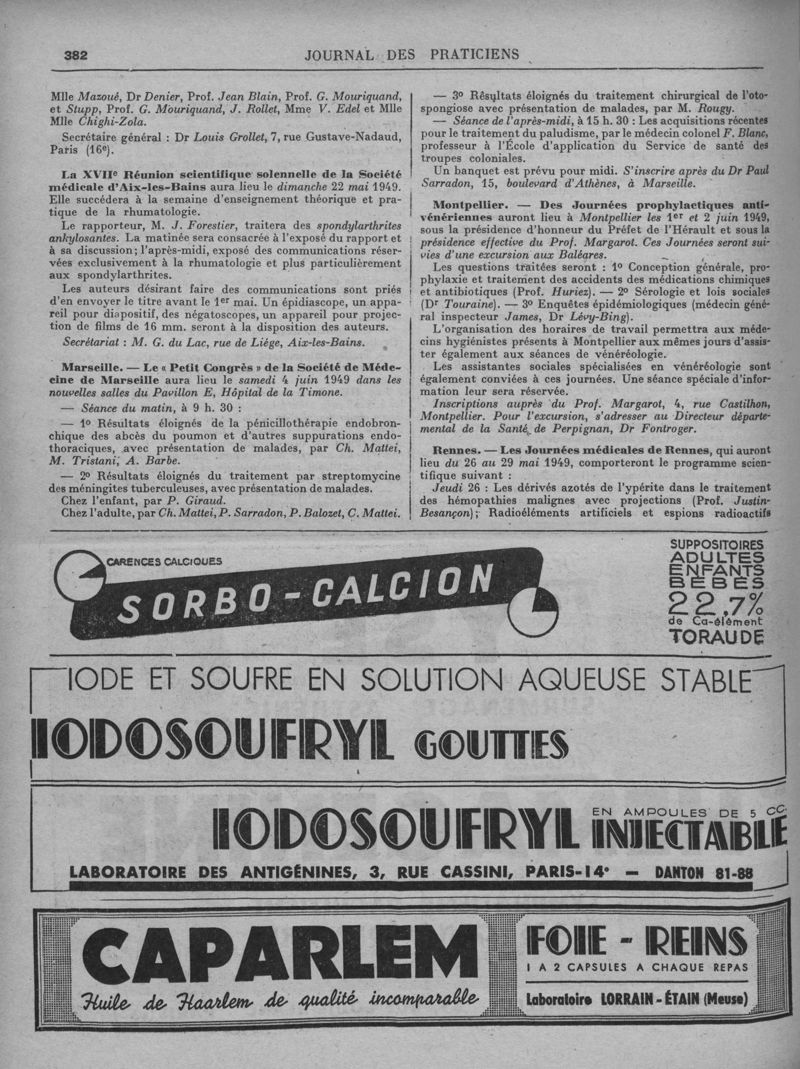 382
JOURNAL DES PRATICIENS
Mlle Mazoué, Dr Denier, Prof. Jean Blain, Prof. G. Mouriquand,
et Stupp, Prof. G. Mouriquand, J. Rollet, Mme V. Edel et Mlle
Mlle Chighi-Zola.
Secrétaire général : Dr Louis Grollet, 7, rue Gustave-Nadaud,
Paris (16e).
La XVIIe Réunion scientifique solennelle de la Société
médicale d'Aix-les-Bains aura lieu le dimanche 22 mai 1949.
Elle succédera à la semaine d'enseignement théorique et pra-
tique de la rhumatologie.
Le rapporteur, M. J. Forestier, traitera des spondylarthrites
ankylosantes. La matinée sera consacrée à l'exposé du rapport et
à sa discussion; l'après-midi, exposé des communications réser-
vées exclusivement à la rhumatologie et plus particulièrement
aux spondylarthrites.
Les auteurs désirant faire des communications sont priés
d'en envoyer le titre avant le 1er mai. Un épidiascope, un appa-
reil pour diapositif, des négatoscopes, un appareil pour projec-
tion de films de 16 mm. seront à la disposition des auteurs.
Secrétariat : M. G. du Lac, rue de Liége, Aix-les-Bains.
Marseille. — Le « Petit Congrès » de la Société de Méde-
cine de Marseille aura lieu le samedi 4 juin 1949 dans les
nouvelles salles du Pavillon E, Hôpital de la Timone.
— Séance du matin, à 9 h. 30 :
— 1º Résultats éloignés de la pénicillothérapie endobron-
chique des abcès du poumon et d'autres suppurations endo-
thoraciques, avec présentation de malades, par Ch. Mattei,
M. Tristani, A. Barbe.
— 2º Résultats éloignés du traitement par streptomycine
des méningites tuberculeuses, avec présentation de malades.
Chez l'enfant, par P. Giraud.
Chez l'adulte, par Ch. Mattei, P. Sarradon, P. Balozet, C. Mattei.
— 3º Résultats éloignés du traitement chirurgical de l'oto-
spongiose avec présentation de malades, par M. Rougy.
— Séance de l'après-midi, à 15 h. 30 : Les acquisitions récentes
pour le traitement du paludisme, par le médecin colonel F. Blanc,
professeur à l'École d'application du Service de santé des
troupes coloniales.
Un banquet est prévu pour midi. S'inscrire après du Dr Paul
Sarradon, 15, boulevard d'Athènes, à Marseille.
Montpellier. — Des Journées prophylactiques anti-
vénériennes auront lieu à Montpellier les 1er et 2 juin 1949,
sous la présidence d'honneur du Préfet de l'Hérault et sous la
présidence effective du Prof. Margarot. Ces Journées seront sui-
vies d'une excursion aux Baléares.
Les questions traitées seront : 1º Conception générale, pro-
phylaxie et traitement des accidents des médications chimiques
et antibiotiques (Prof. Huriez). — 2º Sérologie et lois sociales
(Dr Touraine). — 3º Enquêtes épidémiologiques (médecin géné-
ral inspecteur James, Dr Lévy-Bing).
L'organisation des horaires de travail permettra aux méde-
cins hygiénistes présents à Montpellier aux mêmes jours d'assis-
ter également aux séances de vénéréologie.
Les assistantes sociales spécialisées en vénéréologie sont
également conviées à ces journées. Une séance spéciale d'infor-
mation leur sera réservée.
Inscriptions auprès du Prof. Margarot, 4, rue Castilhon,
Montpellier. Pour l'excursion, s'adresser au Directeur départe-
mental de la Santé de Perpignan, Dr Fontroger.
Rennes. — Les Journées médicales de Rennes, qui auront
lieu du 26 au 29 mai 1949, comporteront le programme scien-
tifique suivant :
Jeudi 26 : Les dérivés azotés de l'ypérite dans le traitement
des hémopathies malignes avec projections (Prof. Justin-
Besançon); Radioéléments artificiels et espions radioactifs
CARENCES CALCIQUES
SORBO-CALCION
SUPPOSITOIRES
ADULTES
ENFANTS
BÉBÉS
22,7%
de Ca-élément
TORAUDE
IODE ET SOUFRE EN SOLUTION AQUEUSE STABLE
IODOSOUFRYL GOUTTES
IODOSOUFRYL EN AMPOULES DE 5 CC. INJECTABLE
LABORATOIRE DES ANTIGÉNINES, 3, RUE CASSINI, PARIS-14e — DANTON 81-88
CAPARLEM
Huile de Haarlem de qualité incomparable
FOIE - REINS
1 A 2 CAPSULES A CHAQUE REPAS
Laboratoire LORRAIN - ÉTAIN (Meuse)